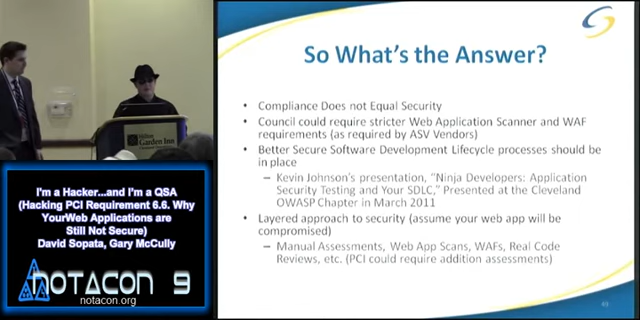 So What's the Answer?
• Compliance Does not Equal Security
• Council could require stricter Web Application Scanner and WAF
requirements (as required by ASV Vendors)
• Better Secure Software Development Lifecycle processes should be
in place
– Kevin Johnson's presentation, "Ninja Developers: Application
Security Testing and Your SDLC," Presented at the Cleveland
OWASP Chapter in March 2011
• Layered approach to security (assume your web app will be
compromised)
– Manual Assessments, Web App Scans, WAFs, Real Code
Reviews, etc. (PCI could require addition assessments)
Hilton
Garden Inn
I'm a Hacker...and I'm a QSA
(Hacking PCI Requirement 6.6. Why
YourWeb Applications are
Still Not Secure)
David Sopata, Gary McCully
NOTACON 9
notacon.org